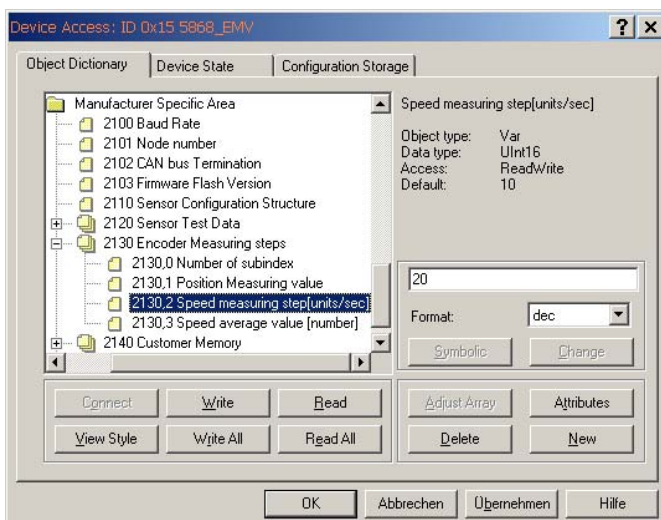 Device Access: ID 0x15 5868_EMV
Object Dictionary
Device State
Configuration Storage
Manufacturer Specific Area
2100 Baud Rate
2101 Node number
2102 CAN bus Termination
2103 Firmware Flash Version
2110 Sensor Configuration Structure
2120 Sensor Test Data
2130 Encoder Measuring steps
2130,0 Number of subindex
2130,1 Position Measuring value
2130,2 Speed measuring step[units/sec]
2130,3 Speed average value [number]
2140 Customer Memory
Speed measuring step[units/sec]
Object type: Var
Data type: UInt16
Access: ReadWrite
Default: 10
20
Format: dec
Symbolic Change
Connect Write Read
View Style Write All Read All
Adjust Array Attributes
Delete New
OK Abbrechen Übernehmen Hilfe